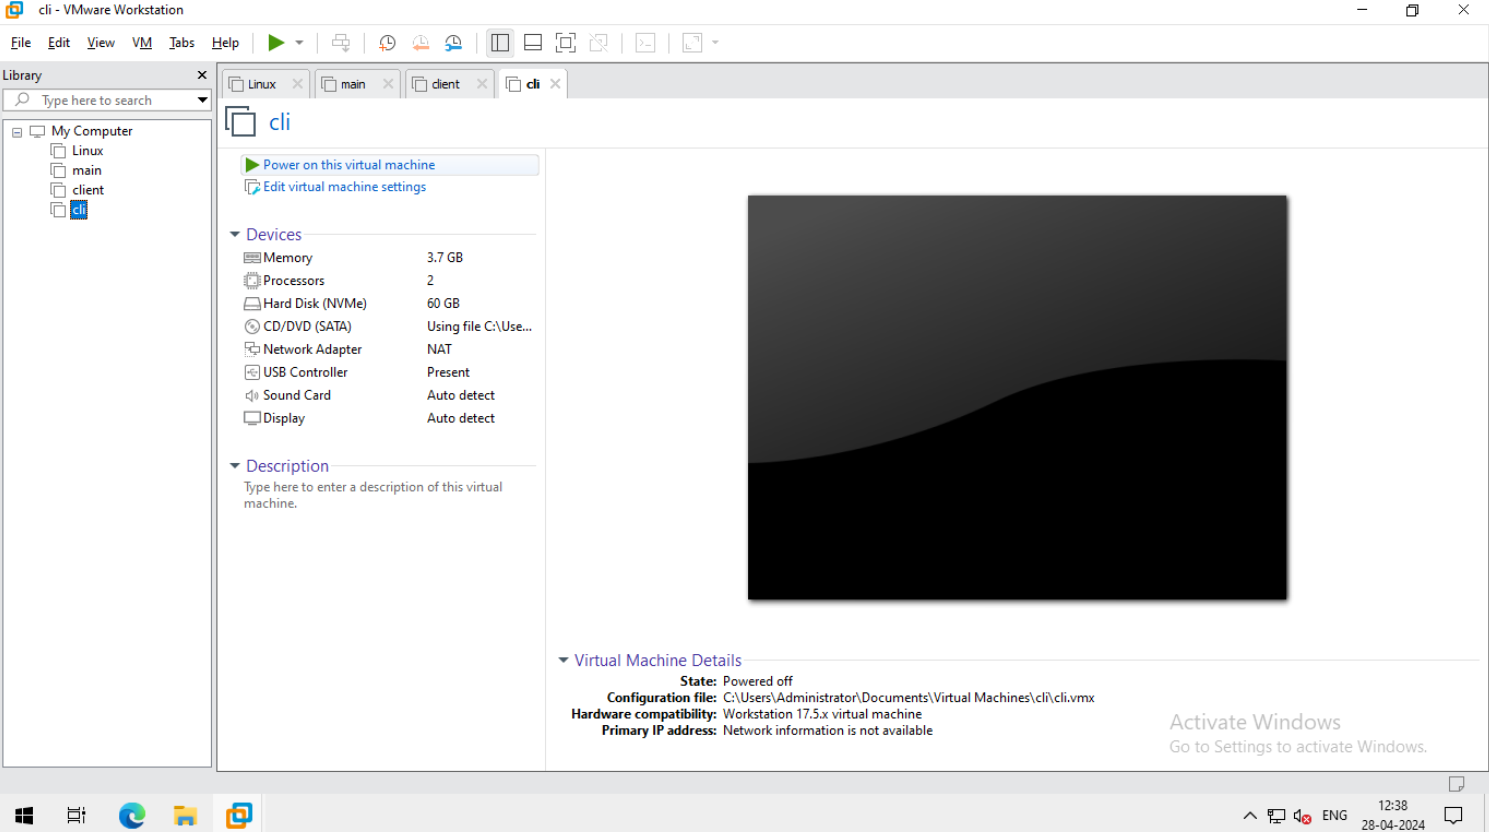 cli - VMware Workstation
File Edit View VM Tabs Help
Library
Type here to search
My Computer
Linux
main
client
cli
Linux main client cli
cli
Power on this virtual machine
Edit virtual machine settings
Devices
Memory 3.7 GB
Processors 2
Hard Disk (NVMe) 60 GB
CD/DVD (SATA) Using file C:\Use...
Network Adapter NAT
USB Controller Present
Sound Card Auto detect
Display Auto detect
Description
Type here to enter a description of this virtual
machine.
Virtual Machine Details
State: Powered off
Configuration file: C:\Users\Administrator\Documents\Virtual Machines\cli\cli.vmx
Hardware compatibility: Workstation 17.5.x virtual machine
Primary IP address: Network information is not available
Activate Windows
Go to Settings to activate Windows.
ENG
12:38
28-04-2024